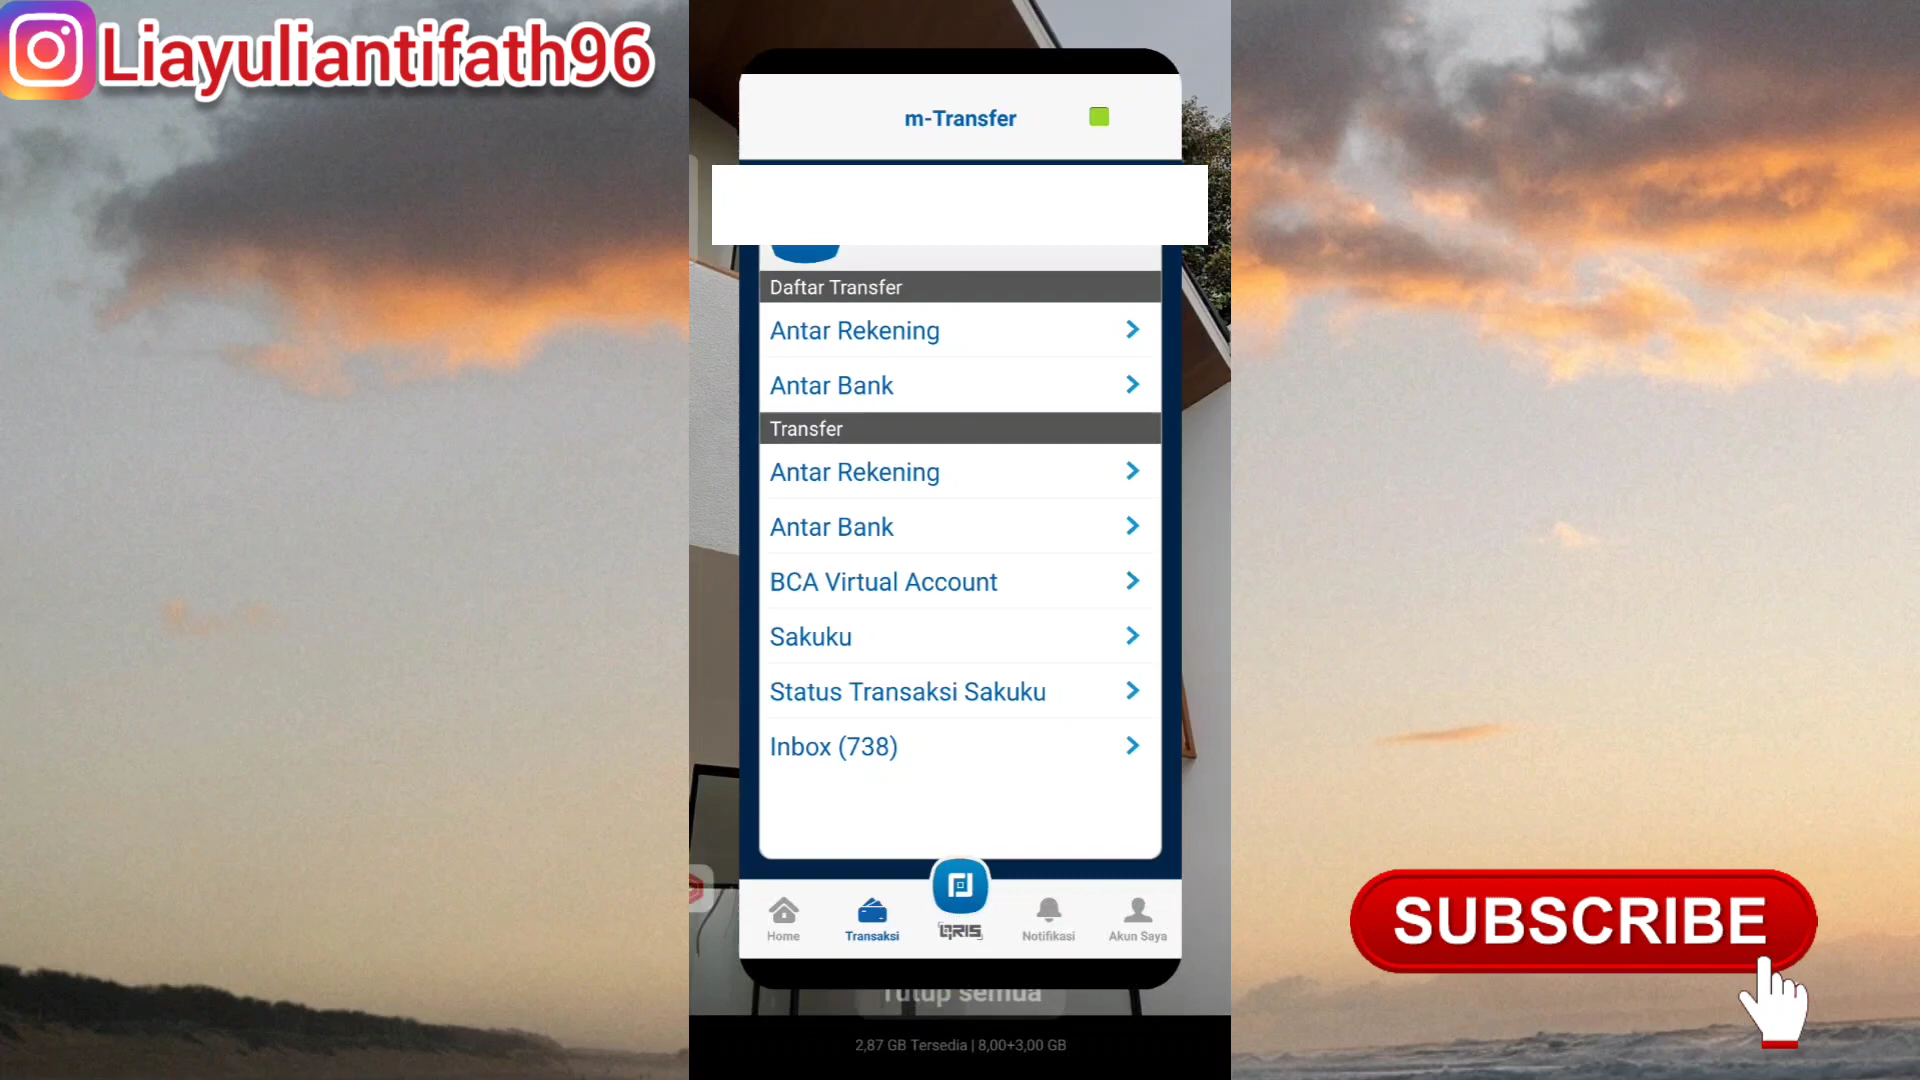 Liayuliantifath96
m-Transfer
Daftar Transfer
Antar Rekening
Antar Bank
Transfer
Antar Rekening
Antar Bank
BCA Virtual Account
Sakuku
Status Transaksi Sakuku
Inbox (738)
Home
Transaksi
QRIS
Notifikasi
Akun Saya
Tutup semua
2,87 GB Tersedia | 8,00+3,00 GB
SUBSCRIBE